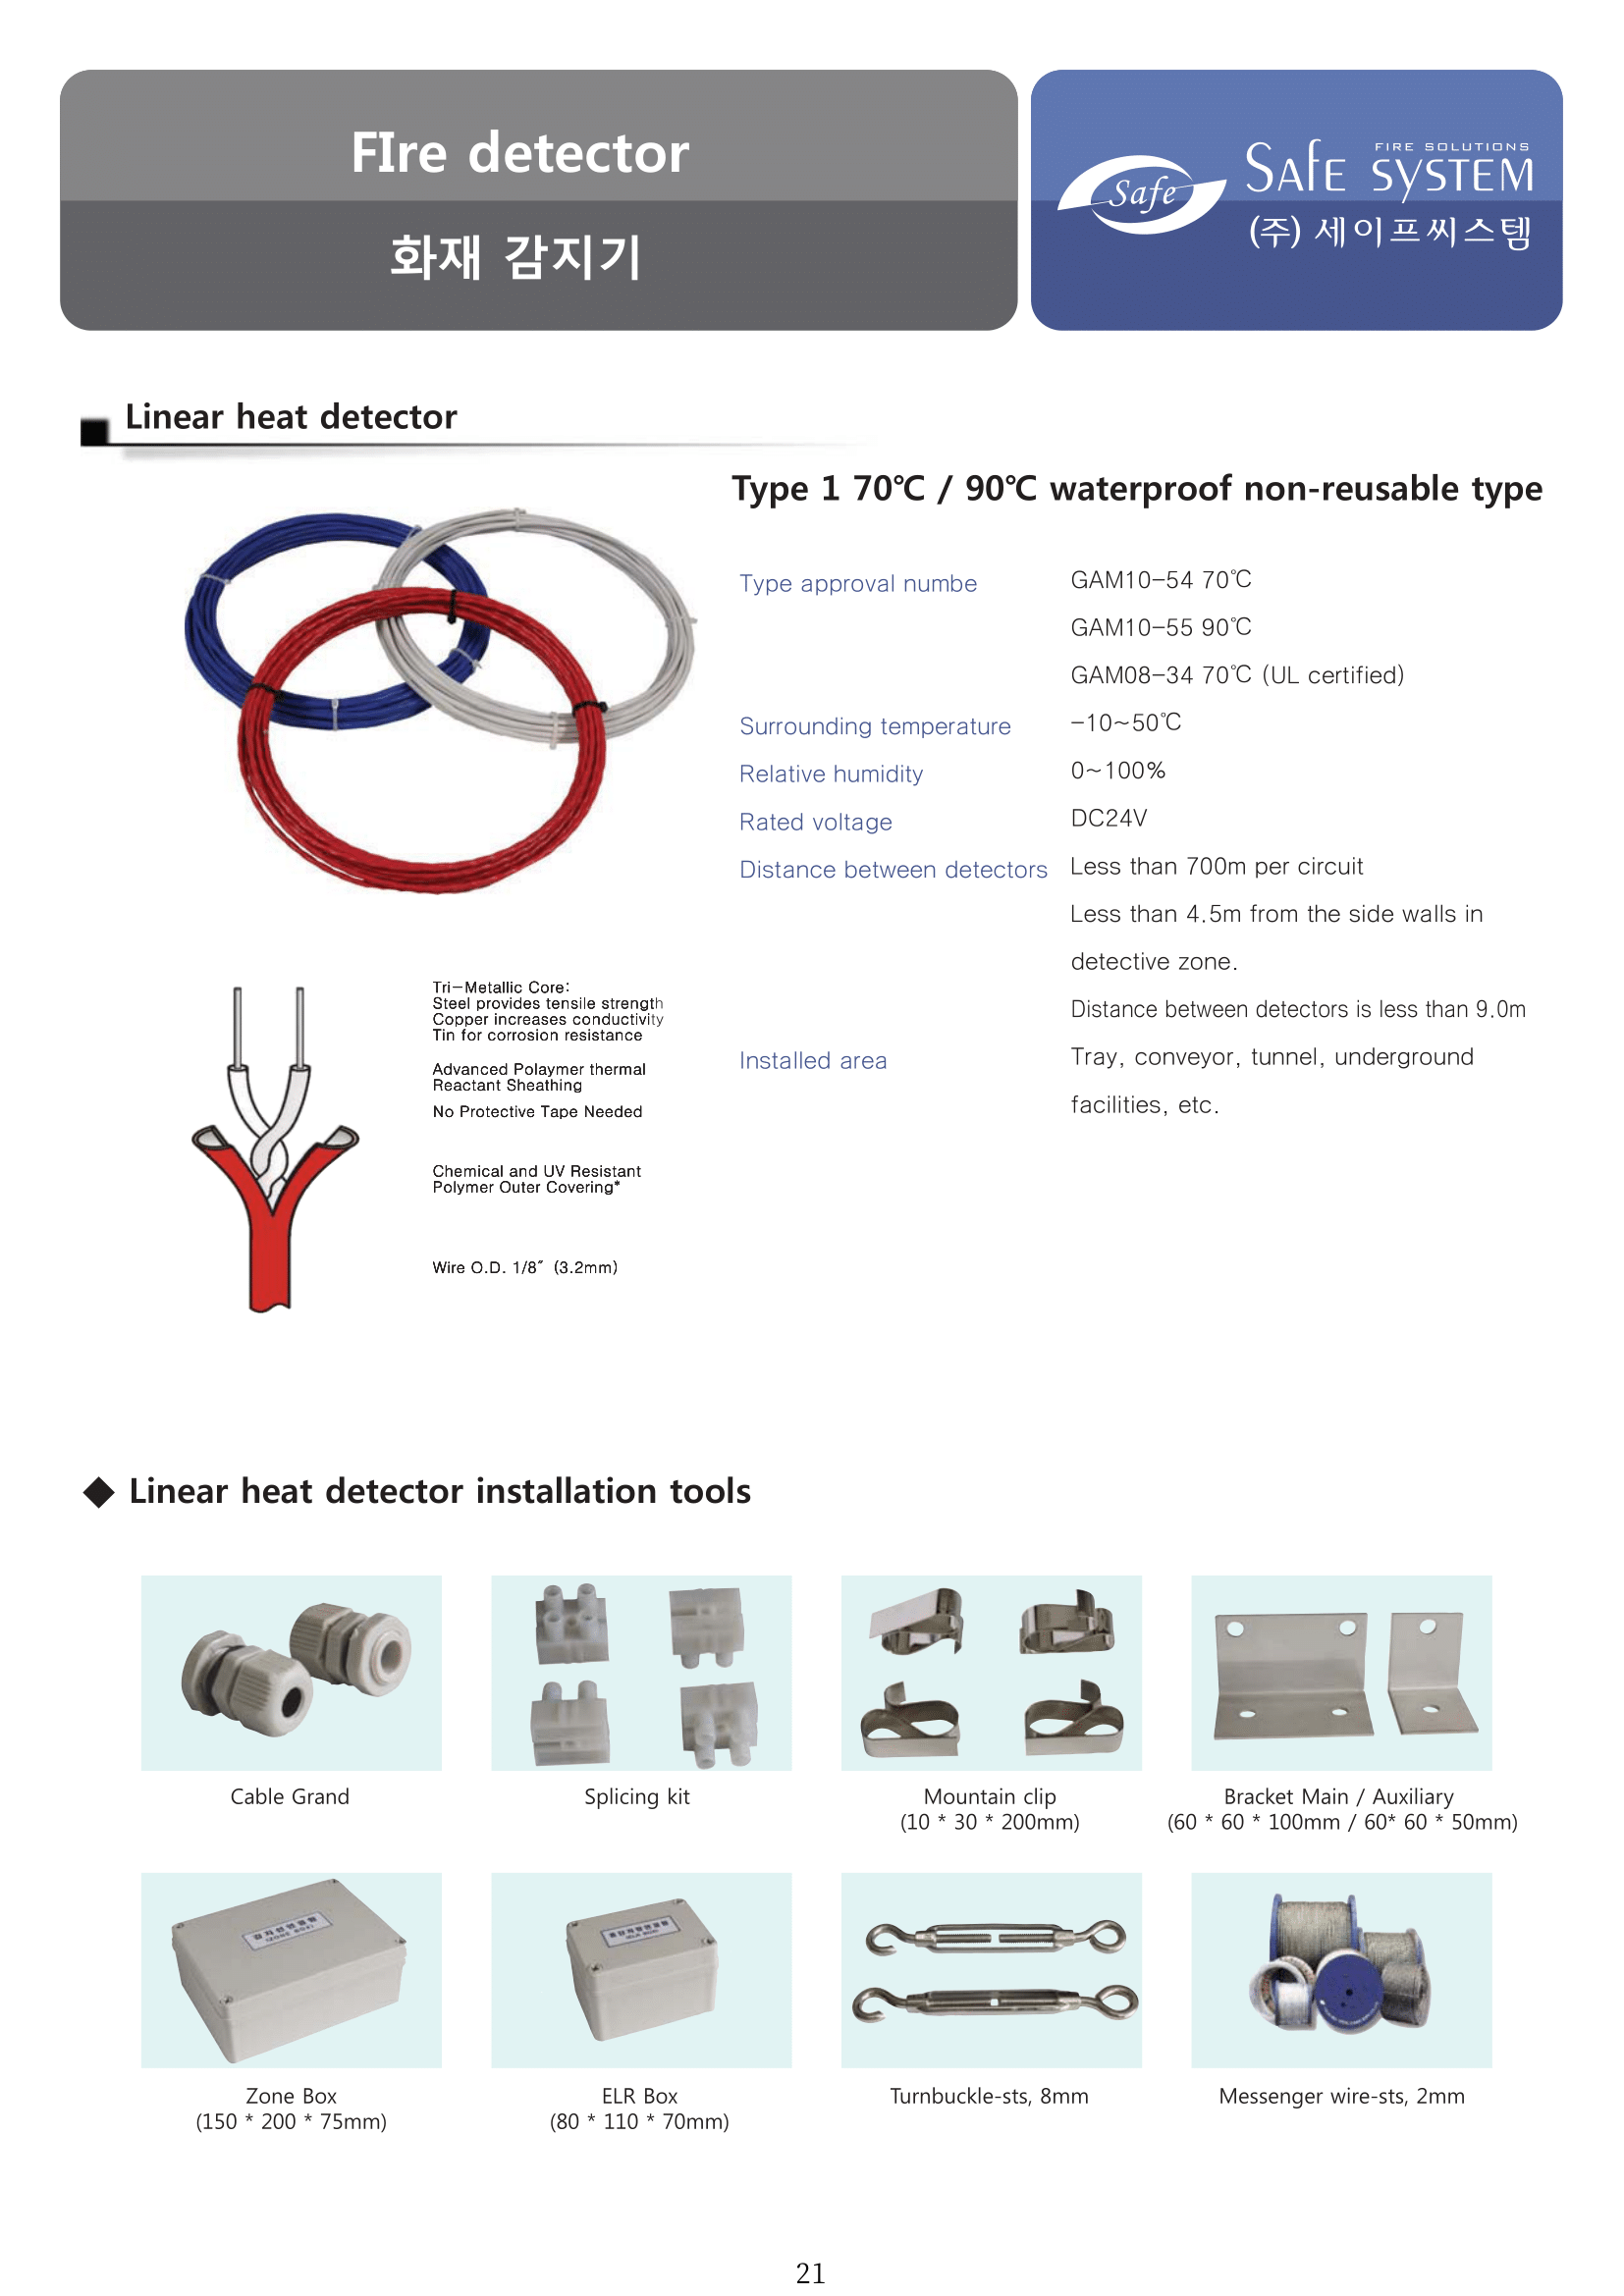 FIre detector
화재 감지기
Safe
FIRE SOLUTIONS
SAfE SySTEM
(주) 세이프씨스템
Linear heat detector
Type 1 70℃ / 90℃ waterproof non-reusable type
Type approval numbe GAM10-54 70℃
GAM10-55 90℃
GAM08-34 70℃ (UL certified)
Surrounding temperature -10~50℃
Relative humidity 0~100%
Rated voltage DC24V
Distance between detectors Less than 700m per circuit
Less than 4.5m from the side walls in
detective zone.
Distance between detectors is less than 9.0m
Installed area Tray, conveyor, tunnel, underground
facilities, etc.
Tri-Metallic Core:
Steel provides tensile strength
Copper increases conductivity
Tin for corrosion resistance
Advanced Polaymer thermal
Reactant Sheathing
No Protective Tape Needed
Chemical and UV Resistant
Polymer Outer Covering*
Wire O.D. 1/8″ (3.2mm)
◆ Linear heat detector installation tools
Cable Grand
Splicing kit
Mountain clip
(10 * 30 * 200mm)
Bracket Main / Auxiliary
(60 * 60 * 100mm / 60* 60 * 50mm)
(ZONE BOX)
(ELR BOX)
Zone Box
(150 * 200 * 75mm)
ELR Box
(80 * 110 * 70mm)
Turnbuckle-sts, 8mm
Messenger wire-sts, 2mm
21